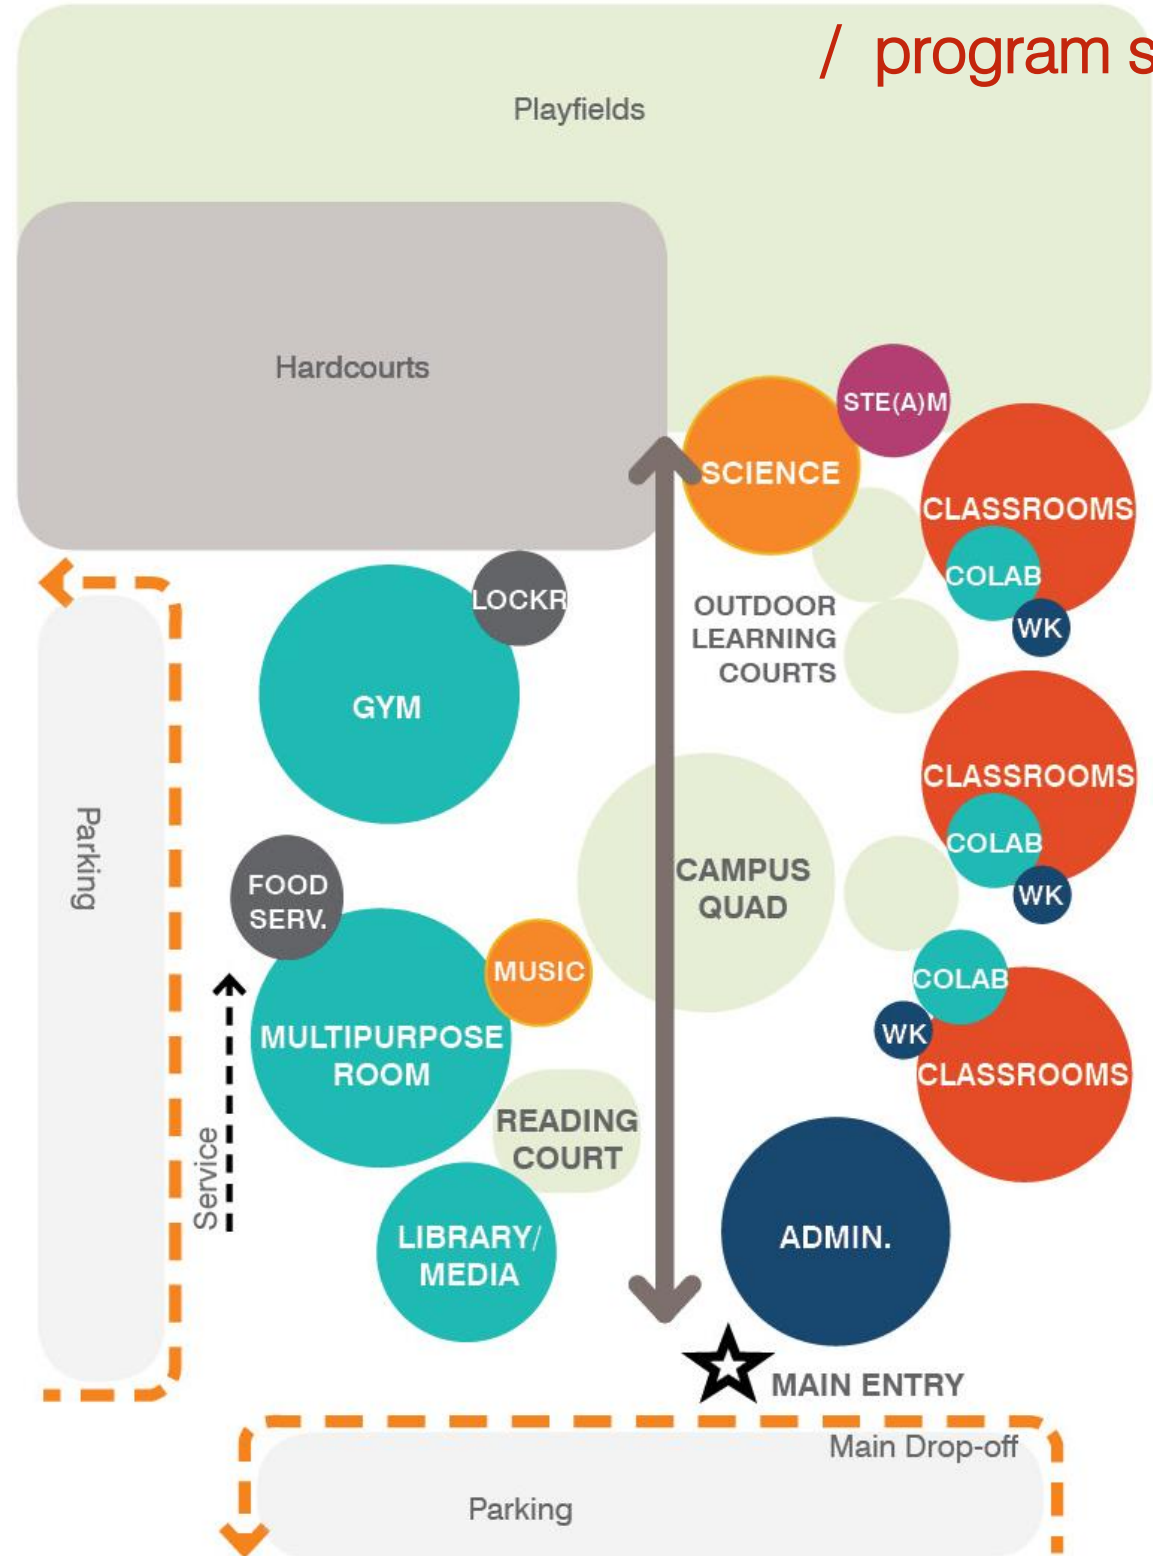 / program s
Playfields
Hardcourts
STE(A)M
SCIENCE
CLASSROOMS
COLAB
WK
LOCKR
OUTDOOR
LEARNING
COURTS
GYM
CLASSROOMS
COLAB
WK
Parking
FOOD
SERV.
CAMPUS
QUAD
MUSIC
COLAB
WK
CLASSROOMS
MULTIPURPOSE
ROOM
READING
COURT
Service
LIBRARY/
MEDIA
ADMIN.
MAIN ENTRY
Main Drop-off
Parking